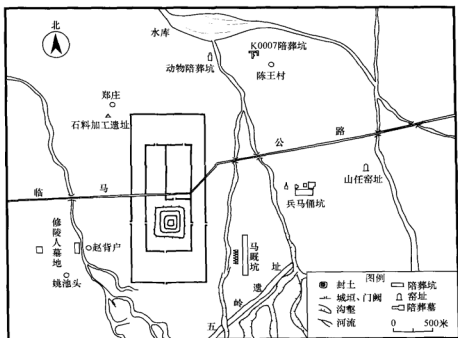 北
水库
K0007陪葬坑
动物陪葬坑
陈王村
郑庄
石料加工遗址
临马公路
山任窑址
兵马俑坑
修陵人墓地
赵背户
姚池头
马厩坑
五岭遗址
图例
封土
城垣、门阙
沟壑
河流
陪葬坑
窑址
陪葬墓
0 500米